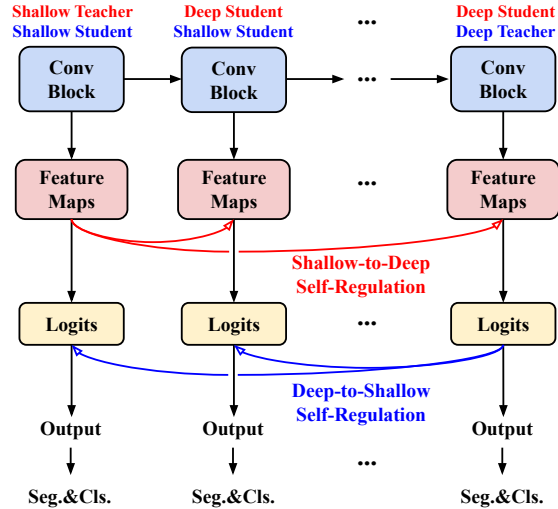 Shallow Teacher
Shallow Student
Deep Student
Shallow Student
...
Deep Student
Deep Teacher
Conv
Block
Conv
Block
...
Conv
Block
Feature
Maps
Feature
Maps
...
Feature
Maps
Shallow-to-Deep
Self-Regulation
Logits
Logits
...
Logits
Deep-to-Shallow
Self-Regulation
Output
Output
Output
...
Seg.&Cls.
Seg.&Cls.
...
Seg.&Cls.